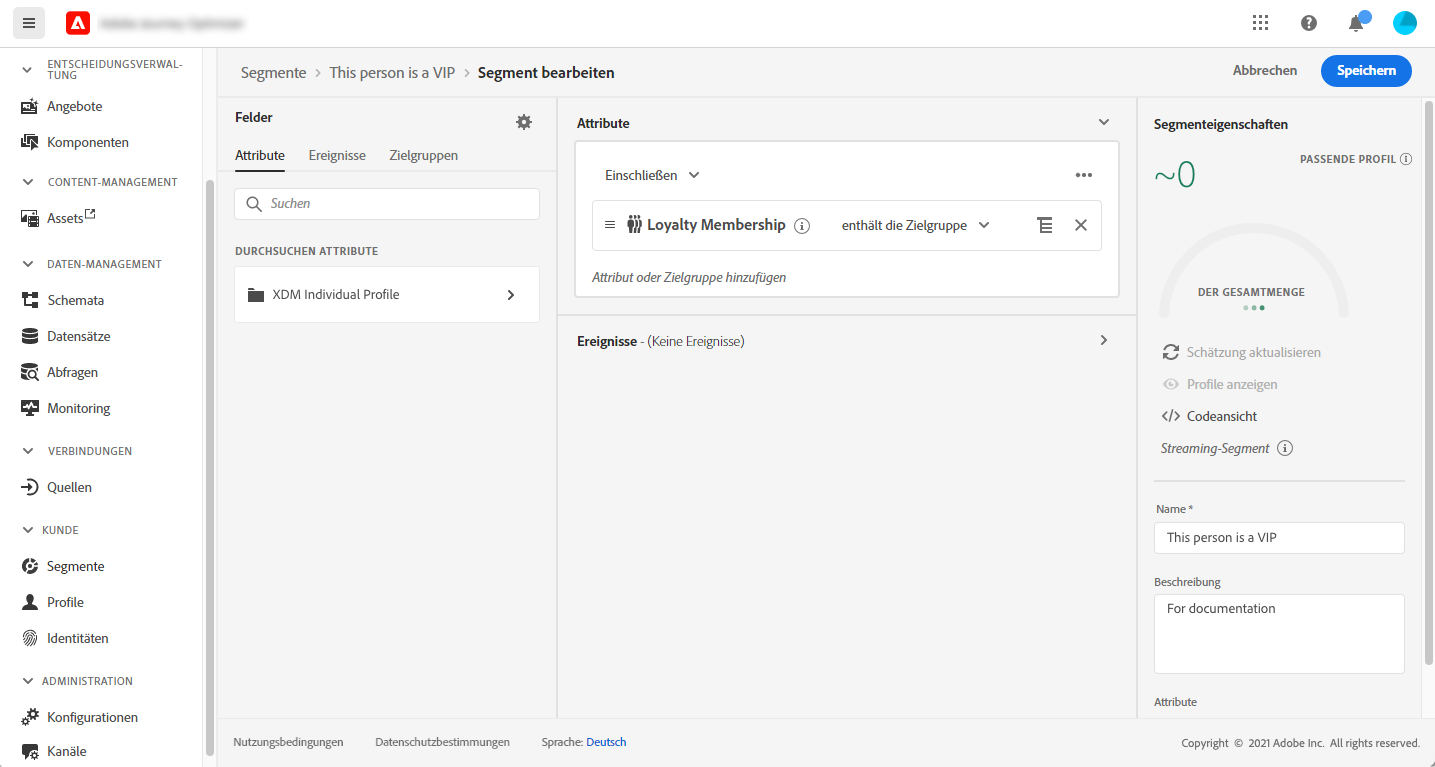 ENTSCHEIDUNGSVERWAL-
TUNG
Angebote
Komponenten
CONTENT-MANAGEMENT
Assets
DATEN-MANAGEMENT
Schemata
Datensätze
Abfragen
Monitoring
VERBINDUNGEN
Quellen
KUNDE
Segmente
Profile
Identitäten
ADMINISTRATION
Konfigurationen
Kanäle
Segmente > This person is a VIP > Segment bearbeiten
Abbrechen
Speichern
Felder
Attribute Ereignisse Zielgruppen
Suchen
DURCHSUCHEN ATTRIBUTE
XDM Individual Profile
Attribute
Einschließen
Loyalty Membership enthält die Zielgruppe
Attribut oder Zielgruppe hinzufügen
Ereignisse - (Keine Ereignisse)
Segmenteigenschaften
PASSENDE PROFIL
~0
DER GESAMTMENGE
Schätzung aktualisieren
Profile anzeigen
Codeansicht
Streaming-Segment
Name *
This person is a VIP
Beschreibung
For documentation
Attribute
Nutzungsbedingungen Datenschutzbestimmungen Sprache: Deutsch
Copyright © 2021 Adobe Inc. All rights reserved.